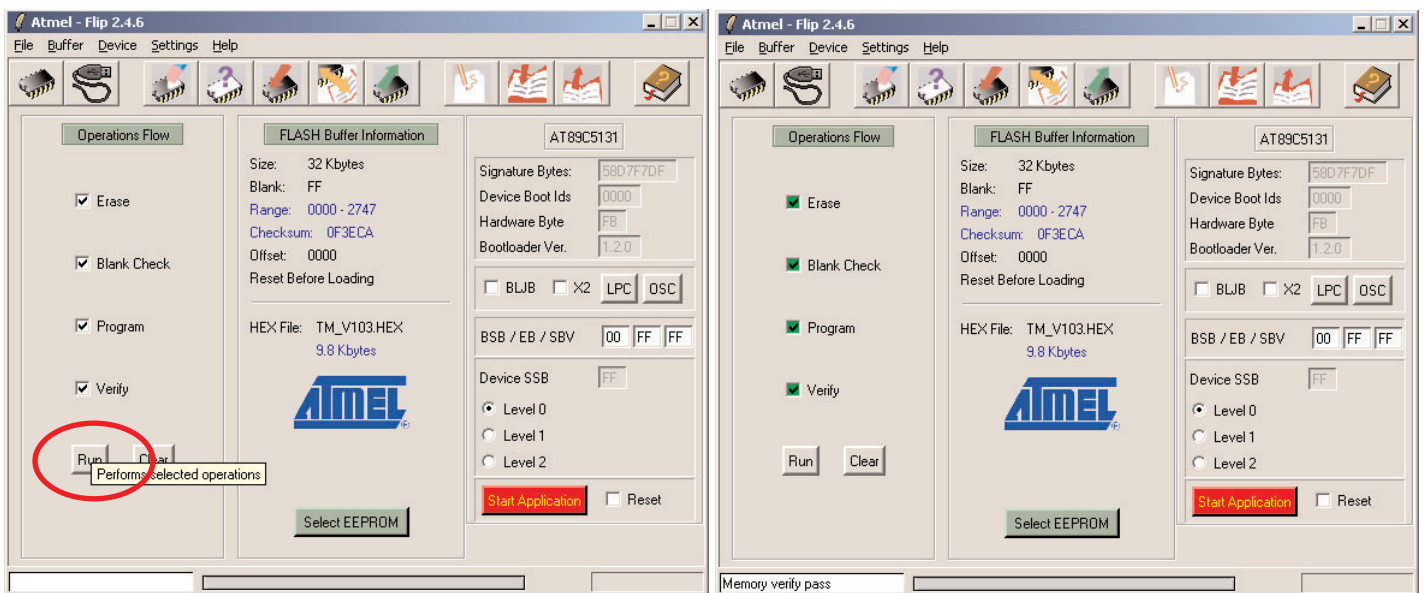 Atmel - Flip 2.4.6
File Buffer Device Settings Help
Operations Flow
Erase
Blank Check
Program
Verify
Run Clear
Performs selected operations
FLASH Buffer Information
Size: 32 Kbytes
Blank: FF
Range: 0000 - 2747
Checksum: 0F3ECA
Offset: 0000
Reset Before Loading
HEX File: TM_V103.HEX
9.8 Kbytes
ATMEL ®
Select EEPROM
AT89C5131
Signature Bytes: 58D7F7DF
Device Boot Ids 0000
Hardware Byte FB
Bootloader Ver. 1.2.0
BLJB X2 LPC OSC
BSB / EB / SBV 00 FF FF
Device SSB FF
Level 0
Level 1
Level 2
Start Application Reset
Atmel - Flip 2.4.6
File Buffer Device Settings Help
Operations Flow
Erase
Blank Check
Program
Verify
Run Clear
FLASH Buffer Information
Size: 32 Kbytes
Blank: FF
Range: 0000 - 2747
Checksum: 0F3ECA
Offset: 0000
Reset Before Loading
HEX File: TM_V103.HEX
9.8 Kbytes
ATMEL ®
Select EEPROM
AT89C5131
Signature Bytes: 58D7F7DF
Device Boot Ids 0000
Hardware Byte FB
Bootloader Ver. 1.2.0
BLJB X2 LPC OSC
BSB / EB / SBV 00 FF FF
Device SSB FF
Level 0
Level 1
Level 2
Start Application Reset
Memory verify pass